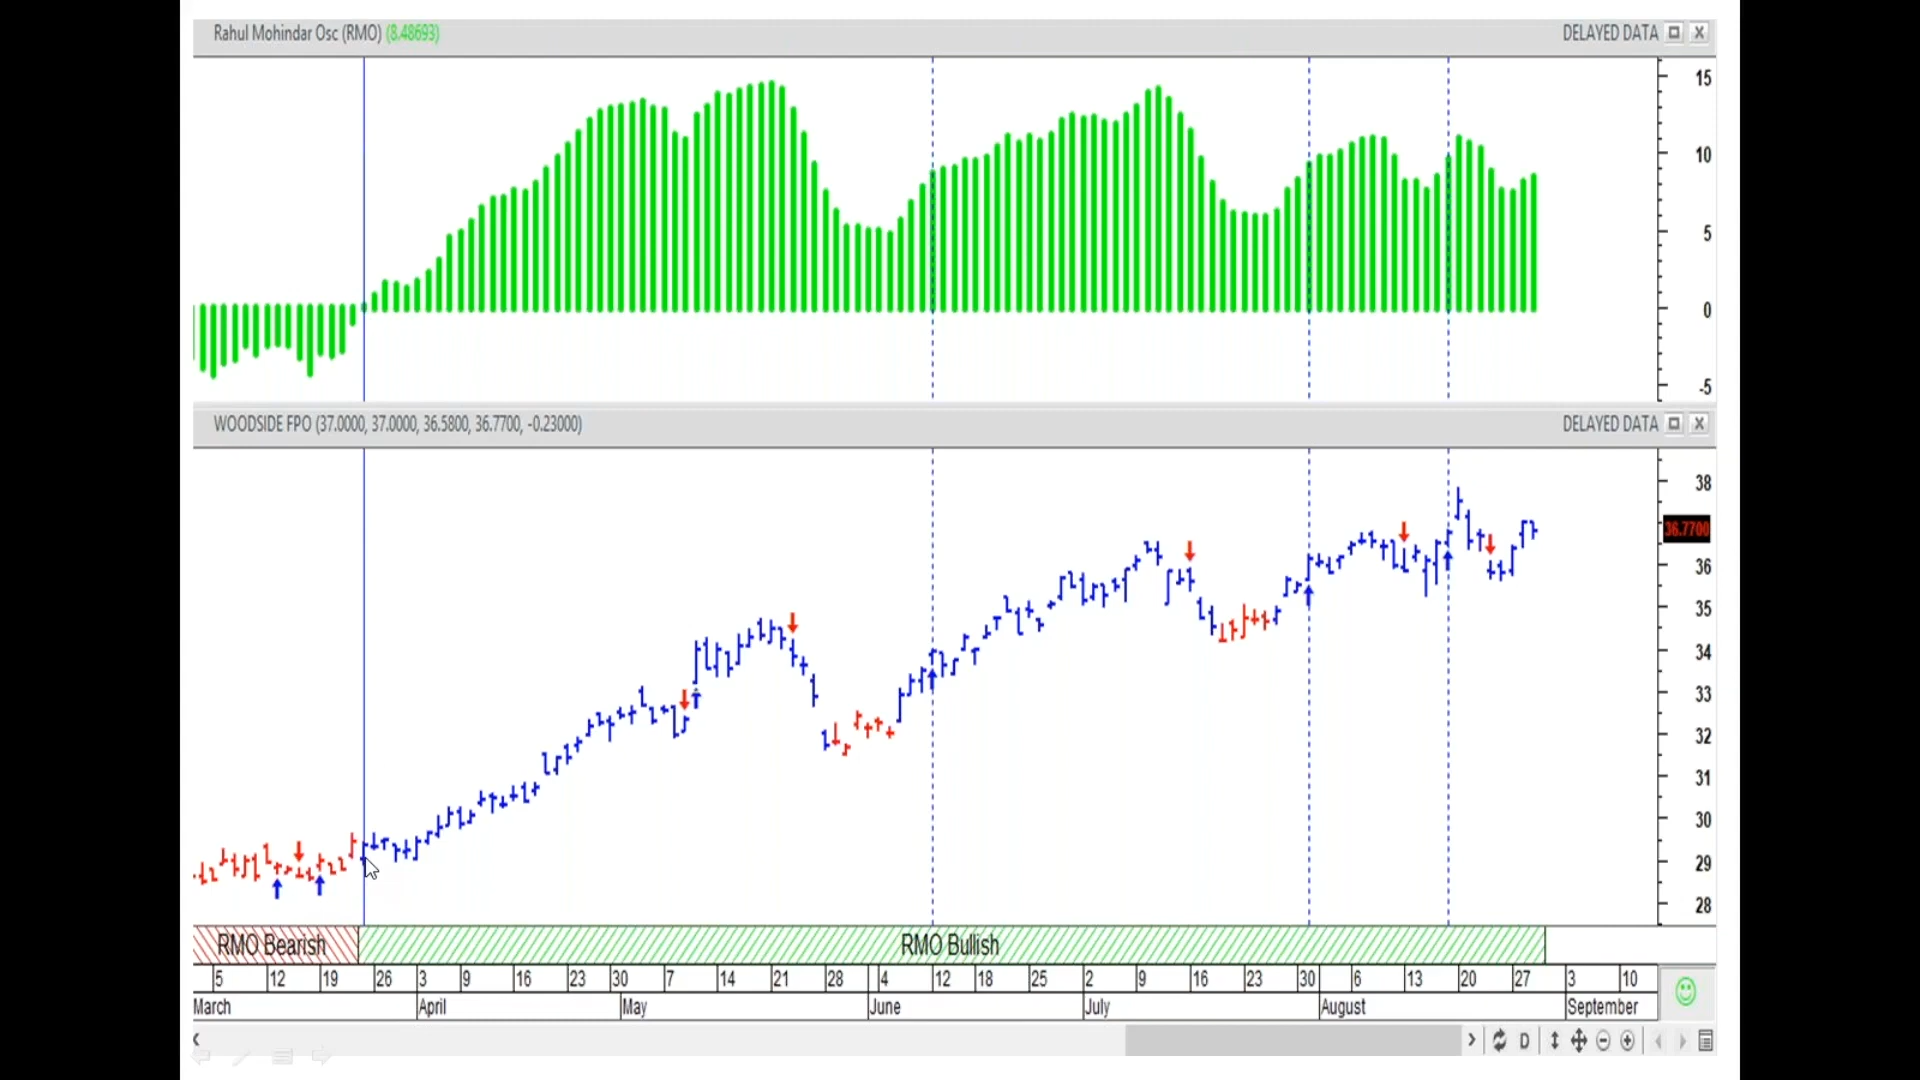 Rahul Mohindar Osc (RMO) (8.48693) DELAYED DATA
15
10
5
0
-5
WOODSIDE FPO (37.0000, 37.0000, 36.5800, 36.7700, -0.23000) DELAYED DATA
38
36.7700
36
35
34
33
32
31
30
29
28
RMO Bearish RMO Bullish
5 12 19 26 3 9 16 23 30 7 14 21 28 4 12 18 25 2 9 16 23 30 6 13 20 27 3 10
March April May June July August September
D